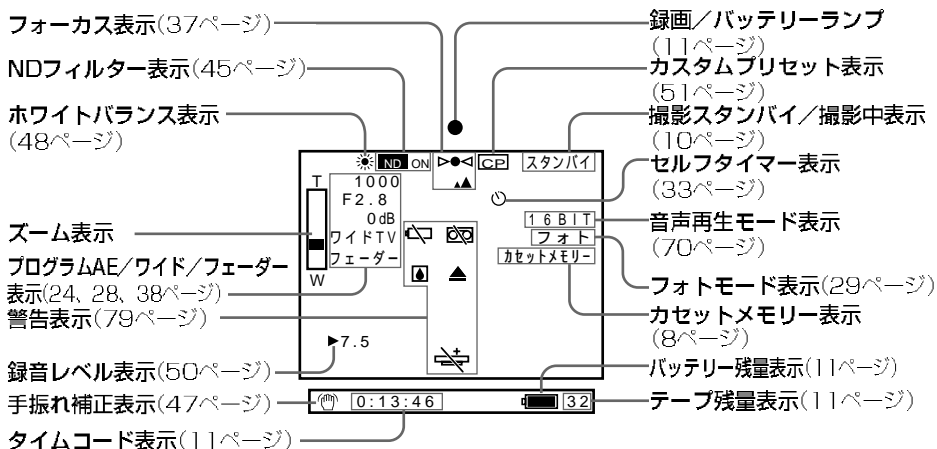 フォーカス表示(37ページ)
NDフィルター表示(45ページ)
ホワイトバランス表示
(48ページ)
ズーム表示
プログラムAE／ワイド／フェーダー
表示(24、28、38ページ)
警告表示(79ページ)
録音レベル表示(50ページ)
手振れ補正表示(47ページ)
タイムコード表示(11ページ)
ND ON
CP
スタンバイ
T
W
1000
F2.8
0dB
ワイドTV
フェーダー
16BIT
フォト
カセットメモリー
▶7.5
0:13:46
32
録画／バッテリーランプ
(11ページ)
カスタムプリセット表示
(51ページ)
撮影スタンバイ／撮影中表示
(10ページ)
セルフタイマー表示
(33ページ)
音声再生モード表示
(70ページ)
フォトモード表示(29ページ)
カセットメモリー表示
(8ページ)
バッテリー残量表示(11ページ)
テープ残量表示(11ページ)